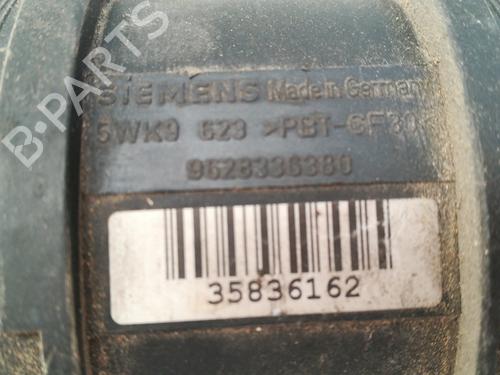 SIEMENS Made in Germany
5WK9 623 >PBT-GF30
9628336380
35836162
B-PARTS